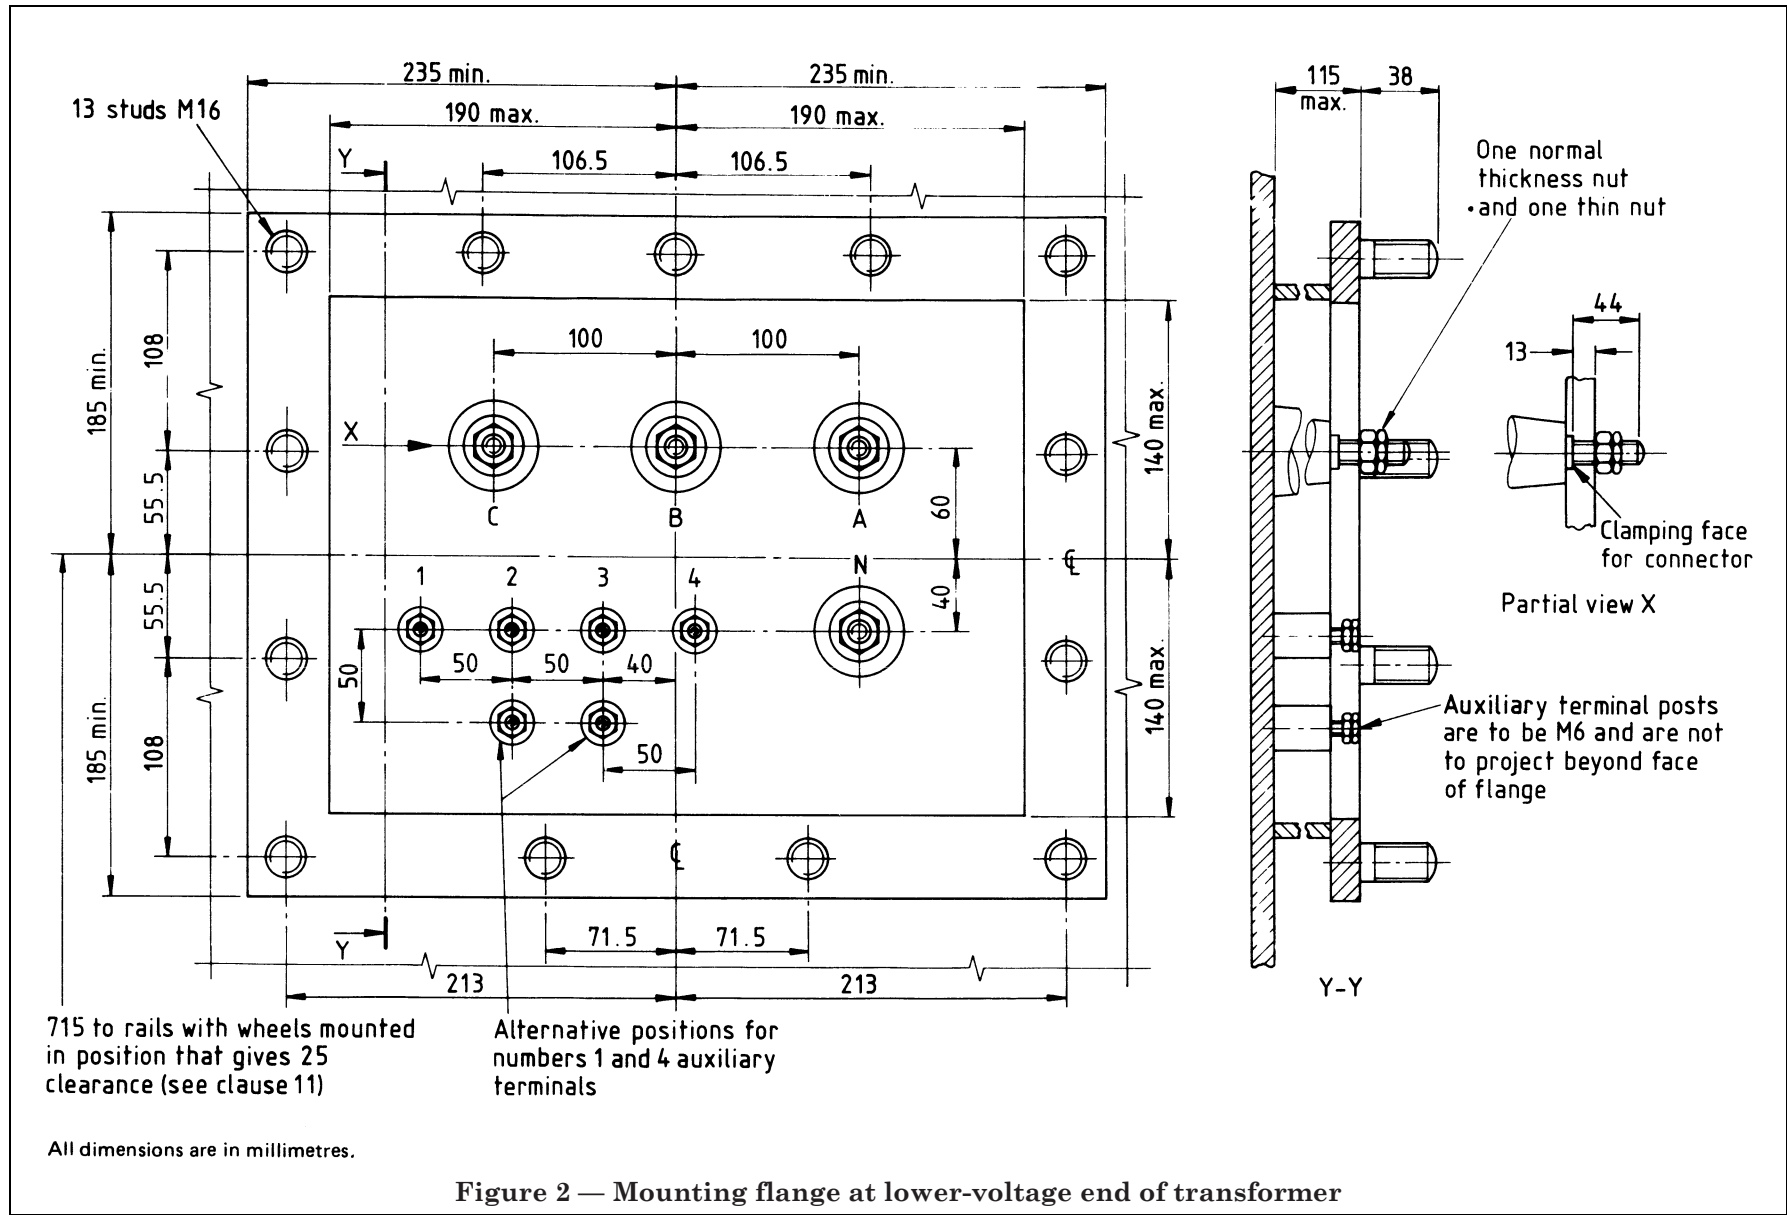 235 min.
235 min.
115
max.
38
13 studs M16
190 max.
190 max.
Y
106.5
106.5
One normal
thickness nut
and one thin nut
100
100
44
13
185 min.
108
X
140 max.
55.5
60
C
B
A
Clamping face
for connector
N
℄
1
2
3
4
55.5
40
Partial view X
50
50
50
40
140 max.
Auxiliary terminal posts
are to be M6 and are not
to project beyond face
of flange
185 min.
108
50
℄
Y
71.5
71.5
213
213
Y-Y
715 to rails with wheels mounted
in position that gives 25
clearance (see clause 11)
Alternative positions for
numbers 1 and 4 auxiliary
terminals
All dimensions are in millimetres.
Figure 2 — Mounting flange at lower-voltage end of transformer